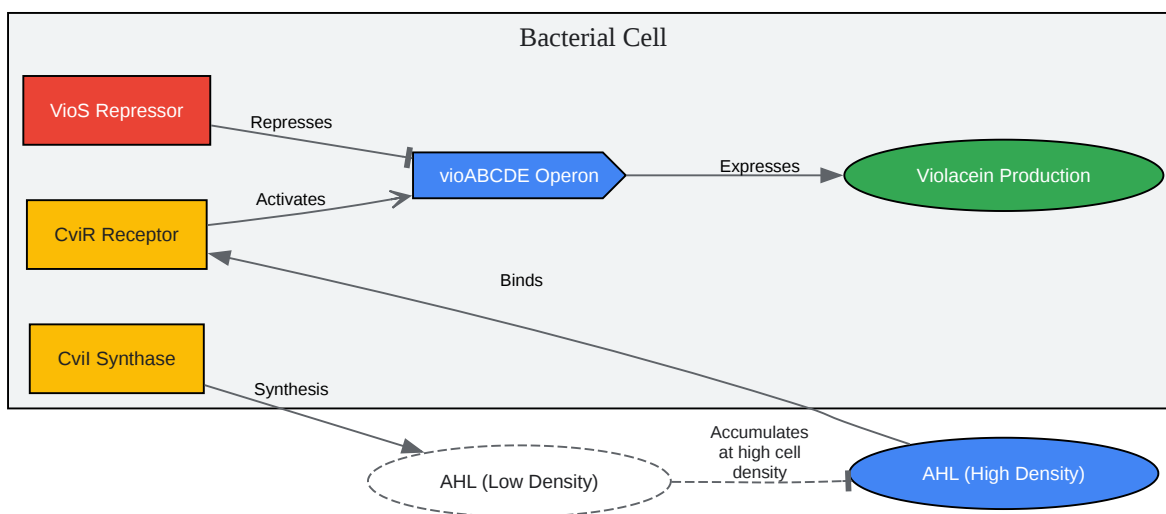 Bacterial Cell
VioS Repressor
Represses
vioABCDE Operon
Expresses
Violacein Production
Activates
CviR Receptor
Binds
CviI Synthase
Synthesis
Accumulates
at high cell
density
AHL (Low Density)
AHL (High Density)